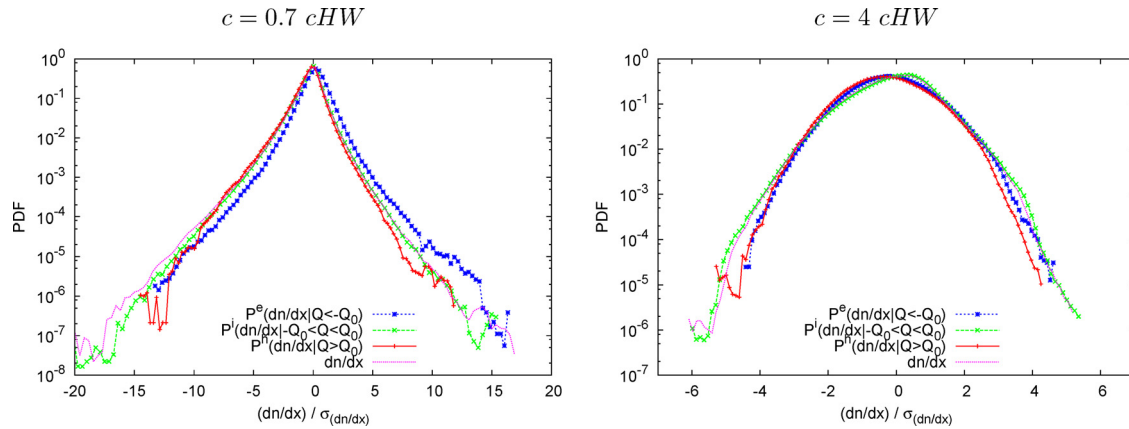 c = 0.7 cHW
c = 4 cHW
PDF
10^0
10^-1
10^-2
10^-3
10^-4
10^-5
10^-6
10^-7
10^-8
-20 -15 -10 -5 0 5 10 15 20
(dn/dx) / σ(dn/dx)
P^e(dn/dx|Q<-Q_0)
P^i(dn/dx|-Q_0<Q<Q_0)
P^h(dn/dx|Q>Q_0)
dn/dx
PDF
10^0
10^-1
10^-2
10^-3
10^-4
10^-5
10^-6
10^-7
-6 -4 -2 0 2 4 6
(dn/dx) / σ(dn/dx)
P^e(dn/dx|Q<-Q_0)
P^i(dn/dx|-Q_0<Q<Q_0)
P^h(dn/dx|Q>Q_0)
dn/dx